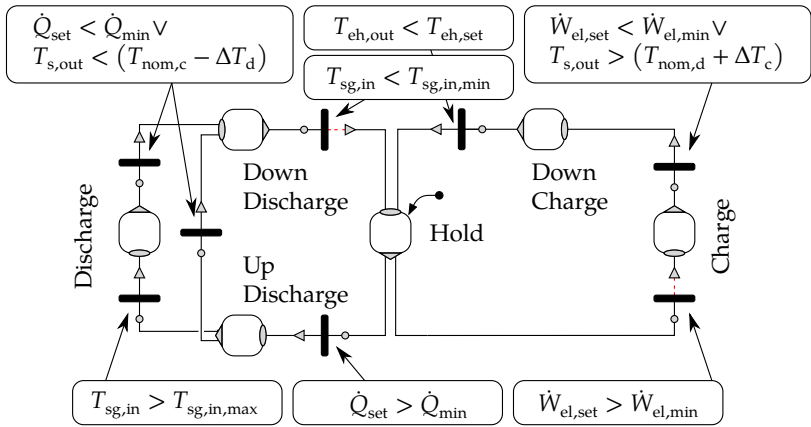 Q̇set < Q̇min ∨
Ts,out < (Tnom,c − ΔTd)
Teh,out < Teh,set
Tsg,in < Tsg,in,min
Ẇel,set < Ẇel,min ∨
Ts,out > (Tnom,d + ΔTc)
Down
Discharge
Down
Charge
Discharge
Hold
Charge
Up
Discharge
Tsg,in > Tsg,in,max
Q̇set > Q̇min
Ẇel,set > Ẇel,min